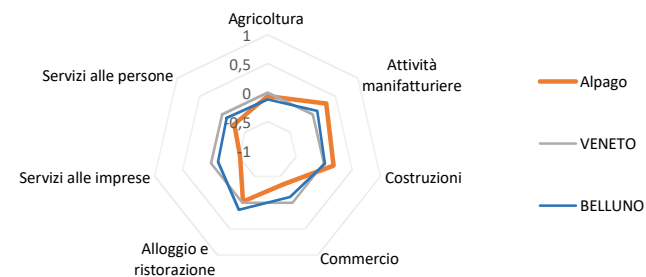 Agricoltura
1
0,5
0
-0,5
-1
Attività
manifatturiere
Costruzioni
Commercio
Alloggio e
ristorazione
Servizi alle imprese
Servizi alle persone
Alpago
VENETO
BELLUNO